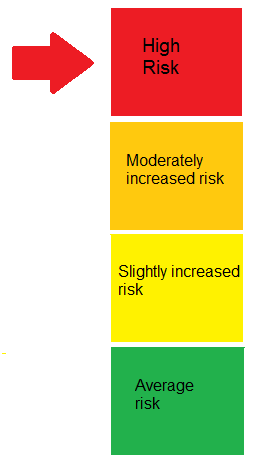 High
Risk
Moderately
increased risk
Slightly increased
risk
Average
risk